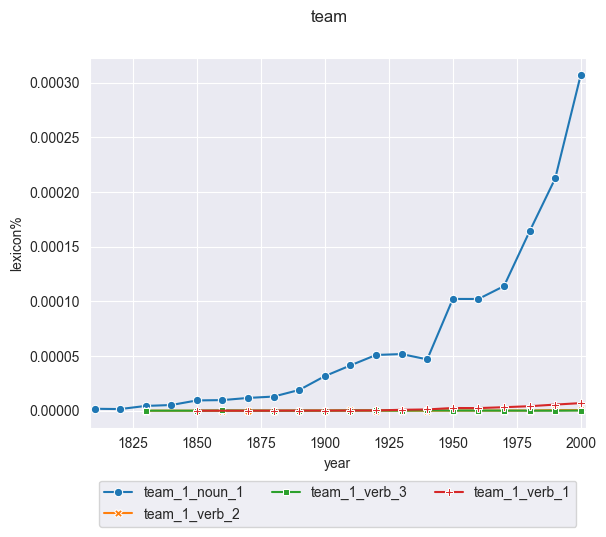 team
0.00030
0.00025
0.00020
0.00015
0.00010
0.00005
0.00000
lexicon%
1825 1850 1875 1900 1925 1950 1975 2000
year
team_1_noun_1 team_1_verb_3 team_1_verb_1
team_1_verb_2